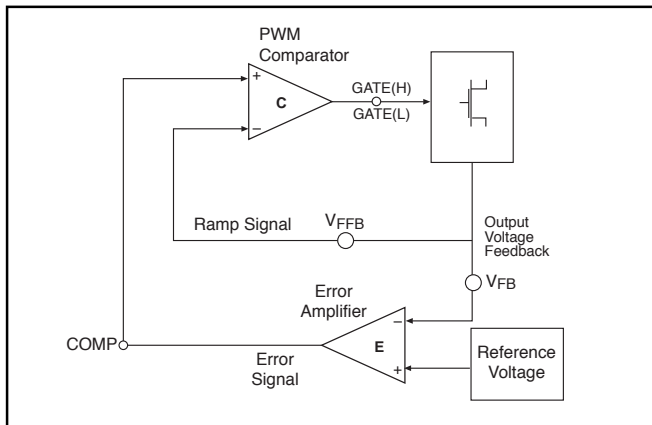 PWM
Comparator
+
C
–
GATE(H)
GATE(L)
Ramp Signal
VFFB
Output
Voltage
Feedback
VFB
Error
Amplifier
–
E
+
COMP
Error
Signal
Reference
Voltage